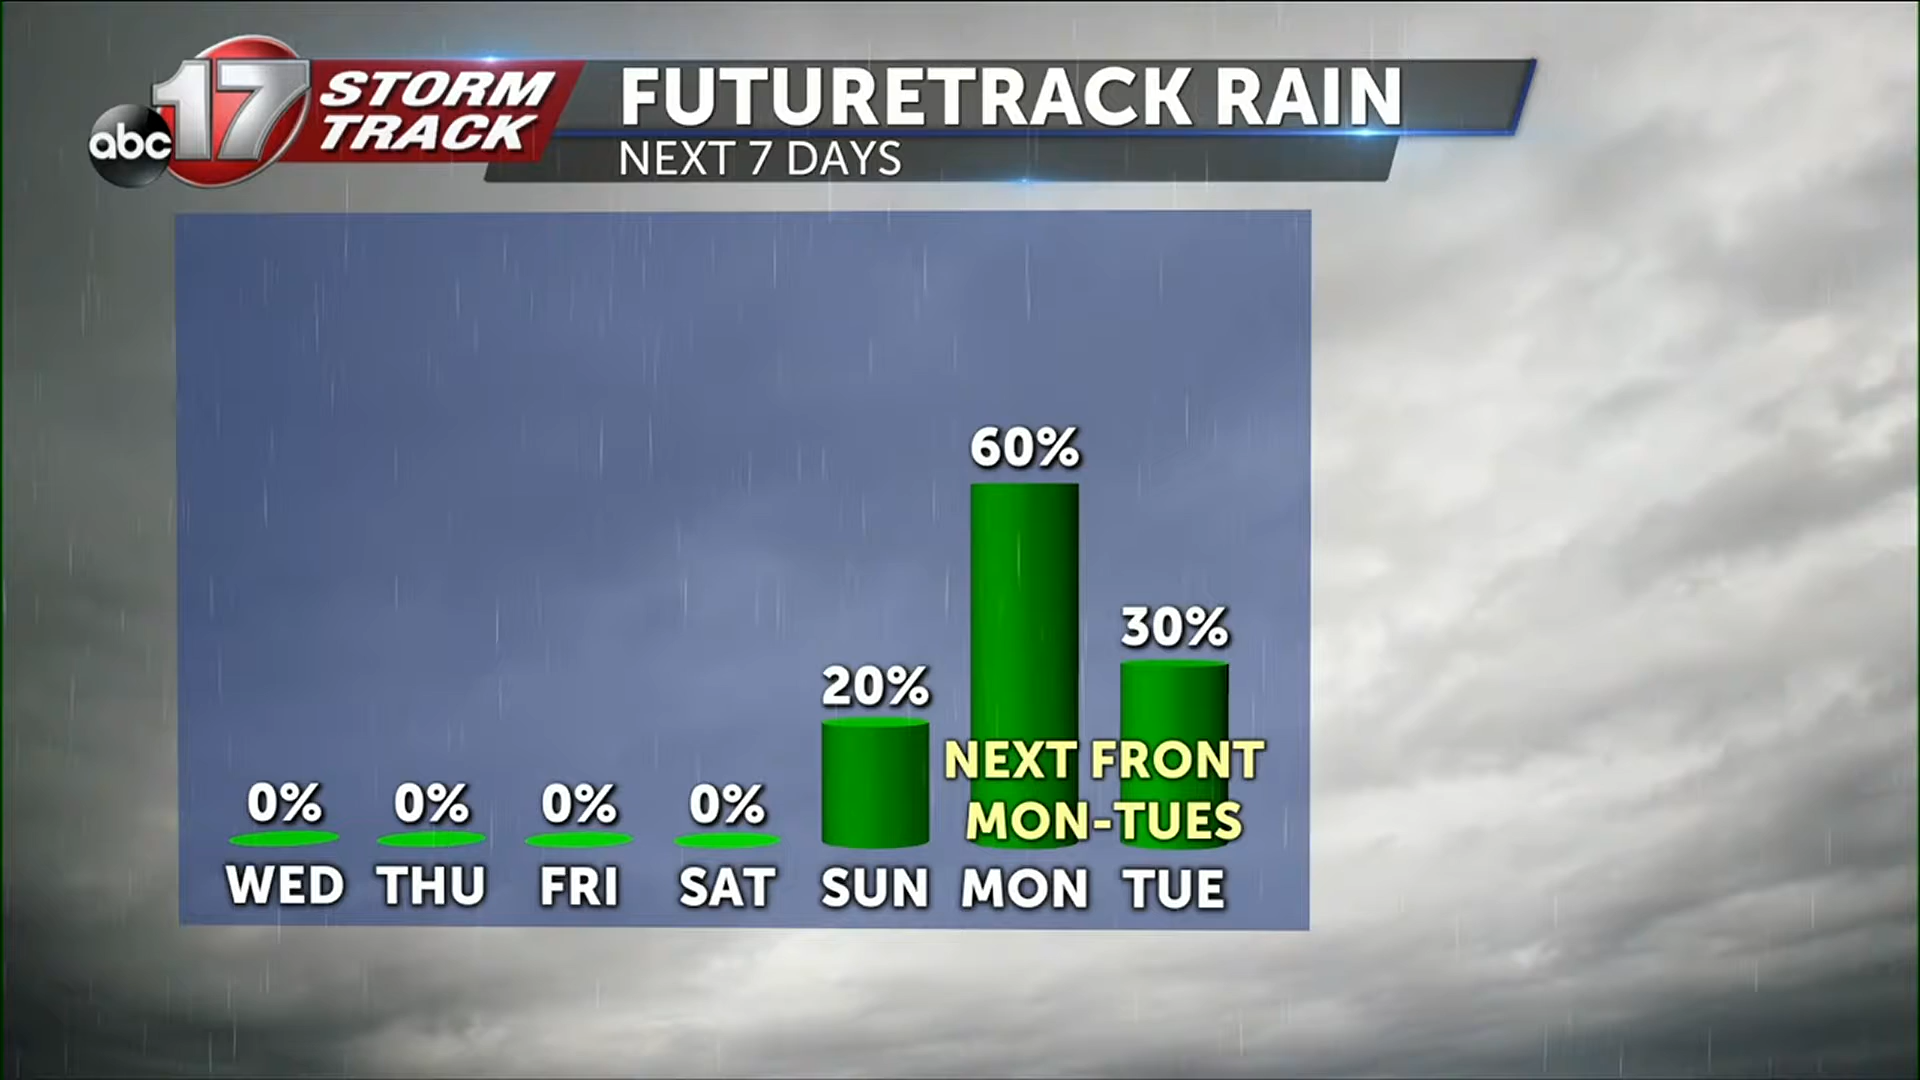 abc 17 STORM TRACK
FUTURETRACK RAIN
NEXT 7 DAYS
60%
30%
20%
0% 0% 0% 0%
NEXT FRONT
MON-TUES
WED THU FRI SAT SUN MON TUE